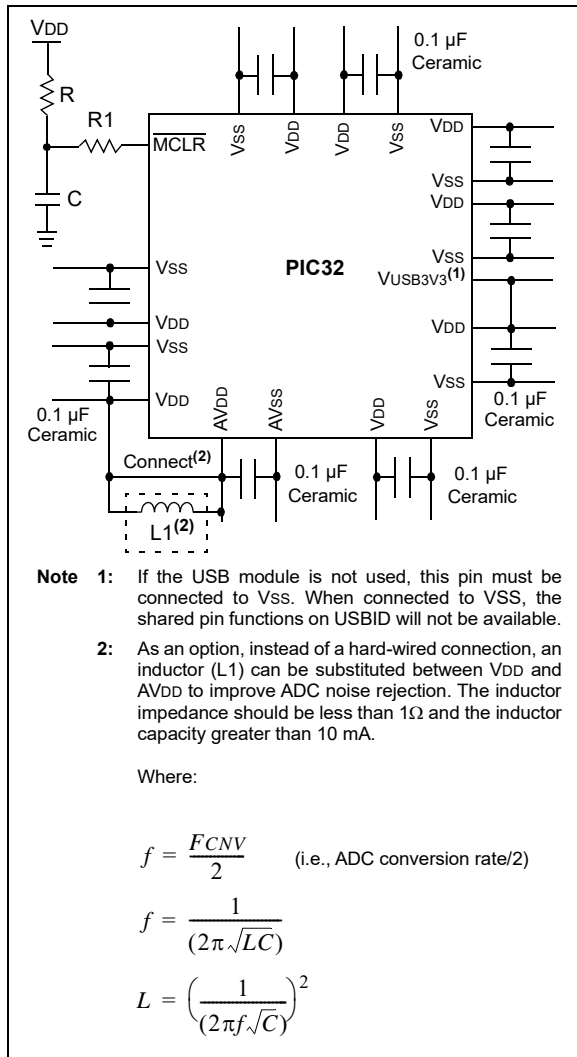 VDD
R
R1
C
MCLR
VSS
VDD
VDD
VSS
0.1 µF
Ceramic
VDD
VSS
VDD
VSS
VUSB3V3(1)
VDD
VSS
0.1 µF
Ceramic
PIC32
VSS
VDD
VSS
VDD
0.1 µF
Ceramic
AVDD
AVSS
VDD
VSS
Connect(2)
L1(2)
0.1 µF
Ceramic
0.1 µF
Ceramic
Note 1: If the USB module is not used, this pin must be
connected to VSS. When connected to VSS, the
shared pin functions on USBID will not be available.
2: As an option, instead of a hard-wired connection, an
inductor (L1) can be substituted between VDD and
AVDD to improve ADC noise rejection. The inductor
impedance should be less than 1Ω and the inductor
capacity greater than 10 mA.
Where:
f = FCNV / 2 (i.e., ADC conversion rate/2)
f = 1 / (2π√LC)
L = (1 / (2πf√C))²